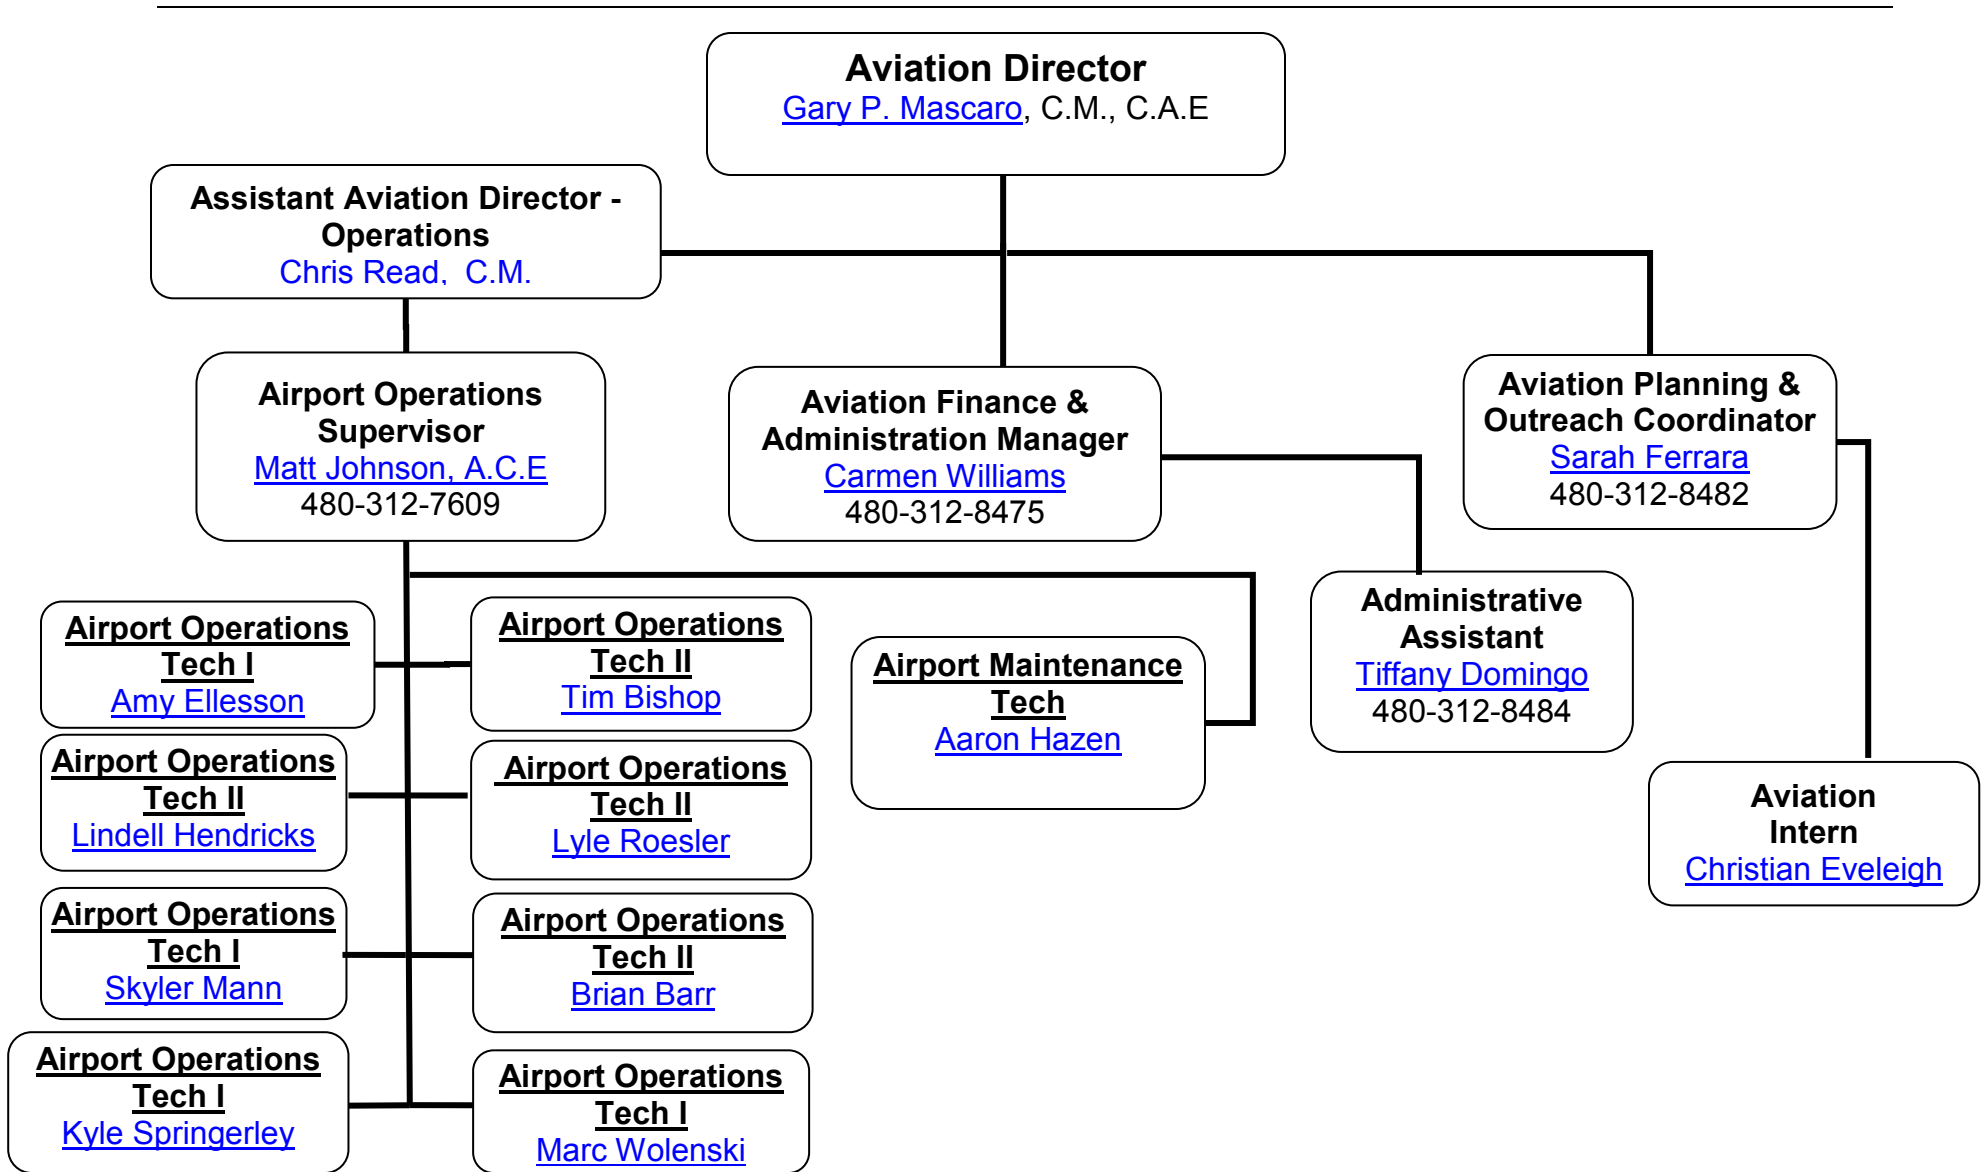 Aviation Director
Gary P. Mascaro, C.M., C.A.E
Assistant Aviation Director -
Operations
Chris Read,  C.M.
Airport Operations
Supervisor
Matt Johnson, A.C.E
480-312-7609
Aviation Finance &
Administration Manager
Carmen Williams
480-312-8475
Aviation Planning &
Outreach Coordinator
Sarah Ferrara
480-312-8482
Airport Operations
Tech I
Amy Ellesson
Airport Operations
Tech II
Tim Bishop
Airport Maintenance
Tech
Aaron Hazen
Administrative
Assistant
Tiffany Domingo
480-312-8484
Airport Operations
Tech II
Lindell Hendricks
Airport Operations
Tech II
Lyle Roesler
Aviation
Intern
Christian Eveleigh
Airport Operations
Tech I
Skyler Mann
Airport Operations
Tech II
Brian Barr
Airport Operations
Tech I
Kyle Springerley
Airport Operations
Tech I
Marc Wolenski